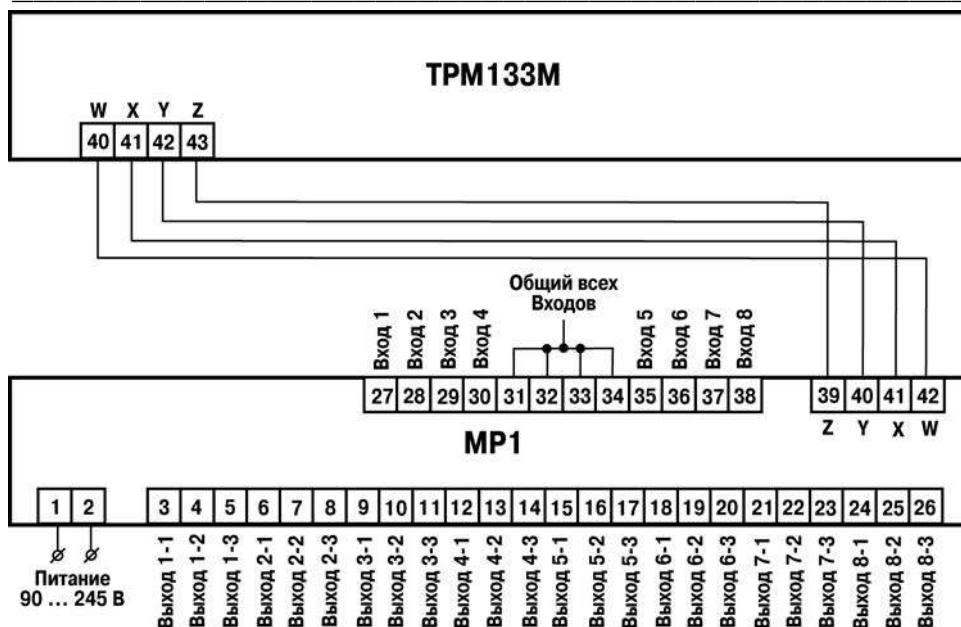 ТРМ133М
W X Y Z
40 41 42 43
Общий всех
Входов
Вход 1
Вход 2
Вход 3
Вход 4
Вход 5
Вход 6
Вход 7
Вход 8
27 28 29 30 31 32 33 34 35 36 37 38
39 40 41 42
Z Y X W
МР1
1 2
3 4 5 6 7 8 9 10 11 12 13 14 15 16 17 18 19 20 21 22 23 24 25 26
Питание
90 ... 245 В
Выход 1-1
Выход 1-2
Выход 1-3
Выход 2-1
Выход 2-2
Выход 2-3
Выход 3-1
Выход 3-2
Выход 3-3
Выход 4-1
Выход 4-2
Выход 4-3
Выход 5-1
Выход 5-2
Выход 5-3
Выход 6-1
Выход 6-2
Выход 6-3
Выход 7-1
Выход 7-2
Выход 7-3
Выход 8-1
Выход 8-2
Выход 8-3